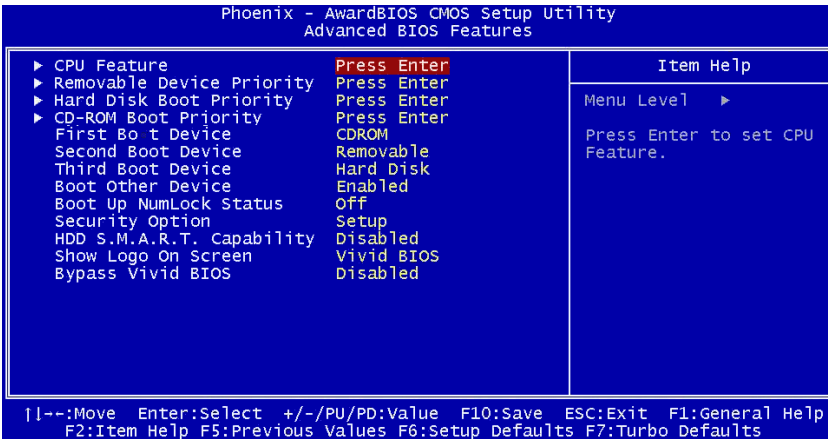 Phoenix - AwardBIOS CMOS Setup Utility
Advanced BIOS Features
▶ CPU Feature Press Enter
▶ Removable Device Priority Press Enter
▶ Hard Disk Boot Priority Press Enter
▶ CD-ROM Boot Priority Press Enter
First Bo t Device CDROM
Second Boot Device Removable
Third Boot Device Hard Disk
Boot Other Device Enabled
Boot Up NumLock Status Off
Security Option Setup
HDD S.M.A.R.T. Capability Disabled
Show Logo On Screen Vivid BIOS
Bypass Vivid BIOS Disabled
Item Help
Menu Level ▶
Press Enter to set CPU
Feature.
↑↓→←:Move Enter:Select +/-/PU/PD:Value F10:Save ESC:Exit F1:General Help
F2:Item Help F5:Previous Values F6:Setup Defaults F7:Turbo Defaults